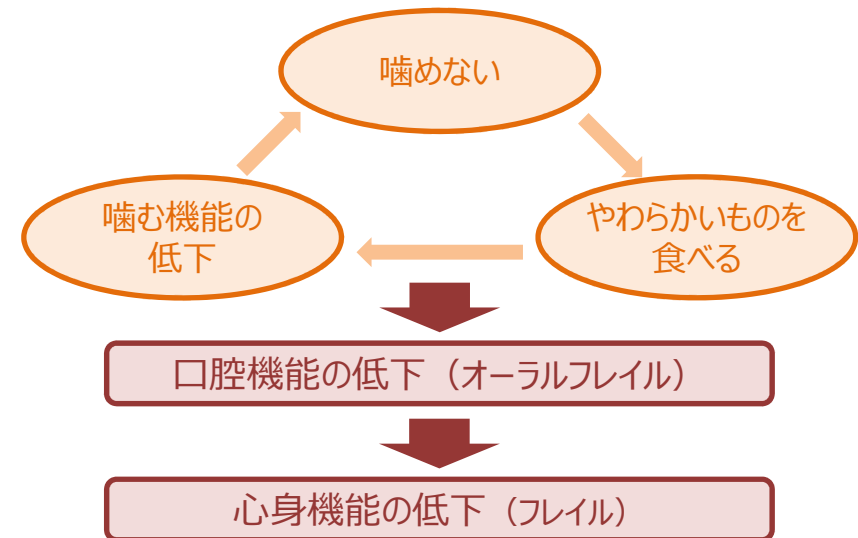 噛めない
噛む機能の
低下
やわらかいものを
食べる
口腔機能の低下（オーラルフレイル）
心身機能の低下（フレイル）